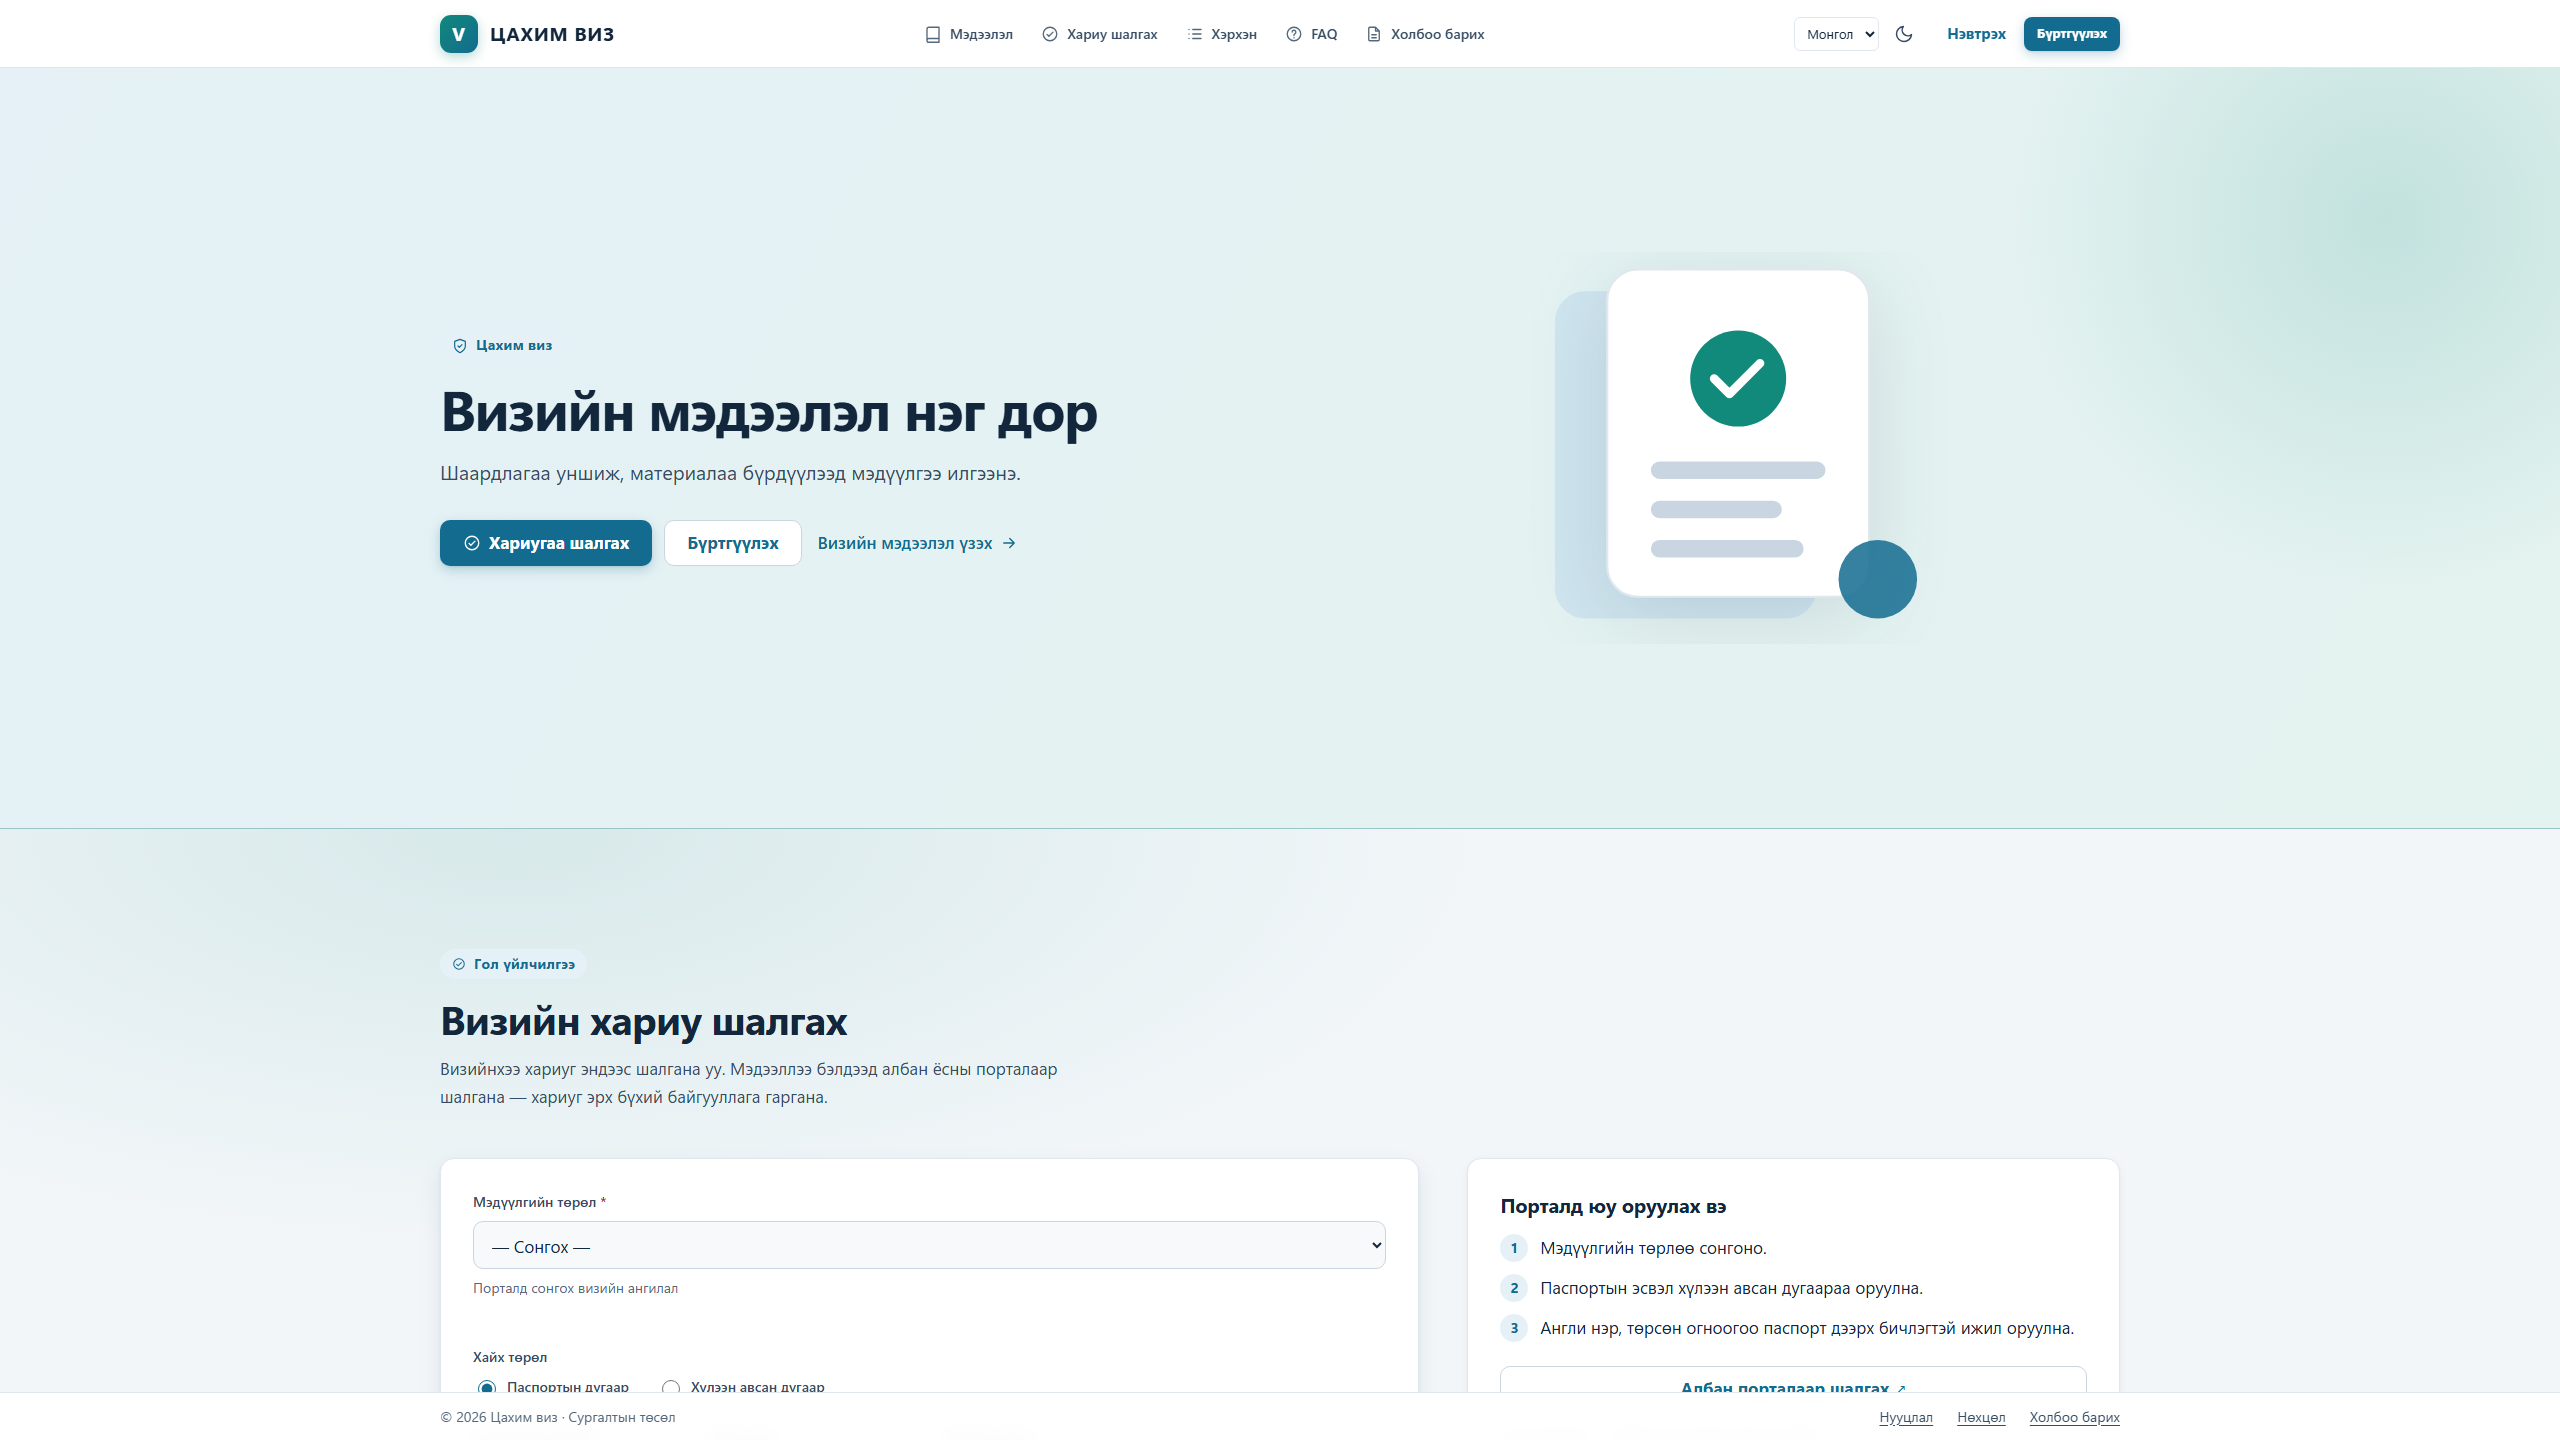 V ЦАХИМ ВИЗ
Мэдээлэл
Хариу шалгах
Хэрхэн
FAQ
Холбоо барих
Монгол
Нэвтрэх
Бүртгүүлэх
Цахим виз
Визийн мэдээлэл нэг дор
Шаардлагаа уншиж, материалаа бүрдүүлээд мэдүүлгээ илгээнэ.
Хариугаа шалгах
Бүртгүүлэх
Визийн мэдээлэл үзэх →
Гол үйлчилгээ
Визийн хариу шалгах
Визийнхээ хариуг эндээс шалгана уу. Мэдээллээ бэлдээд албан ёсны порталаар
шалгана — хариуг эрх бүхий байгууллага гаргана.
Мэдүүлгийн төрөл *
— Сонгох —
Порталд сонгох визийн ангилал
Хайх төрөл
Паспортын дугаар
Хүлээн авсан дугаар
Порталд юу оруулах вэ
1 Мэдүүлгийн төрлөө сонгоно.
2 Паспортын эсвэл хүлээн авсан дугаараа оруулна.
3 Англи нэр, төрсөн огноогоо паспорт дээрх бичлэгтэй ижил оруулна.
Албан порталаар шалгах ↗
© 2026 Цахим виз · Сургалтын төсөл
Нууцлал
Нөхцөл
Холбоо барих